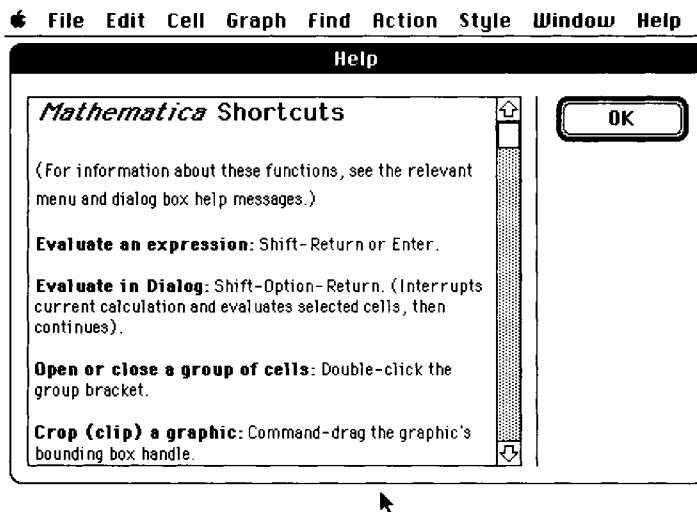 File Edit Cell Graph Find Action Style Window Help
Help
Mathematica Shortcuts
(For information about these functions, see the relevant
menu and dialog box help messages.)
Evaluate an expression: Shift-Return or Enter.
Evaluate in Dialog: Shift-Option-Return. (Interrupts
current calculation and evaluates selected cells, then
continues).
Open or close a group of cells: Double-click the
group bracket.
Crop (clip) a graphic: Command-drag the graphic's
bounding box handle.
OK